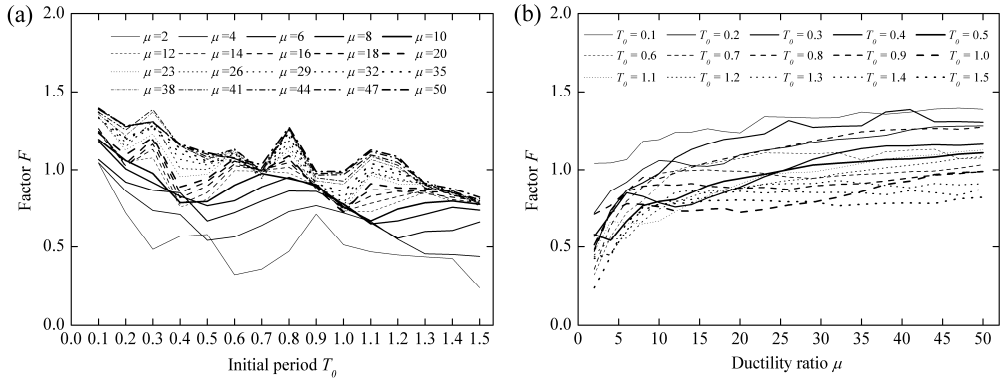 (a)
μ=2 μ=4 μ=6 μ=8 μ=10
μ=12 μ=14 μ=16 μ=18 μ=20
μ=23 μ=26 μ=29 μ=32 μ=35
μ=38 μ=41 μ=44 μ=47 μ=50
2.0
1.5
1.0
0.5
0.0
Factor F
0.0 0.1 0.2 0.3 0.4 0.5 0.6 0.7 0.8 0.9 1.0 1.1 1.2 1.3 1.4 1.5
Initial period T₀
(b)
T₀ = 0.1 T₀ = 0.2 T₀ = 0.3 T₀ = 0.4 T₀ = 0.5
T₀ = 0.6 T₀ = 0.7 T₀ = 0.8 T₀ = 0.9 T₀ = 1.0
T₀ = 1.1 T₀ = 1.2 T₀ = 1.3 T₀ = 1.4 T₀ = 1.5
2.0
1.5
1.0
0.5
0.0
Factor F
0 5 10 15 20 25 30 35 40 45 50
Ductility ratio μ